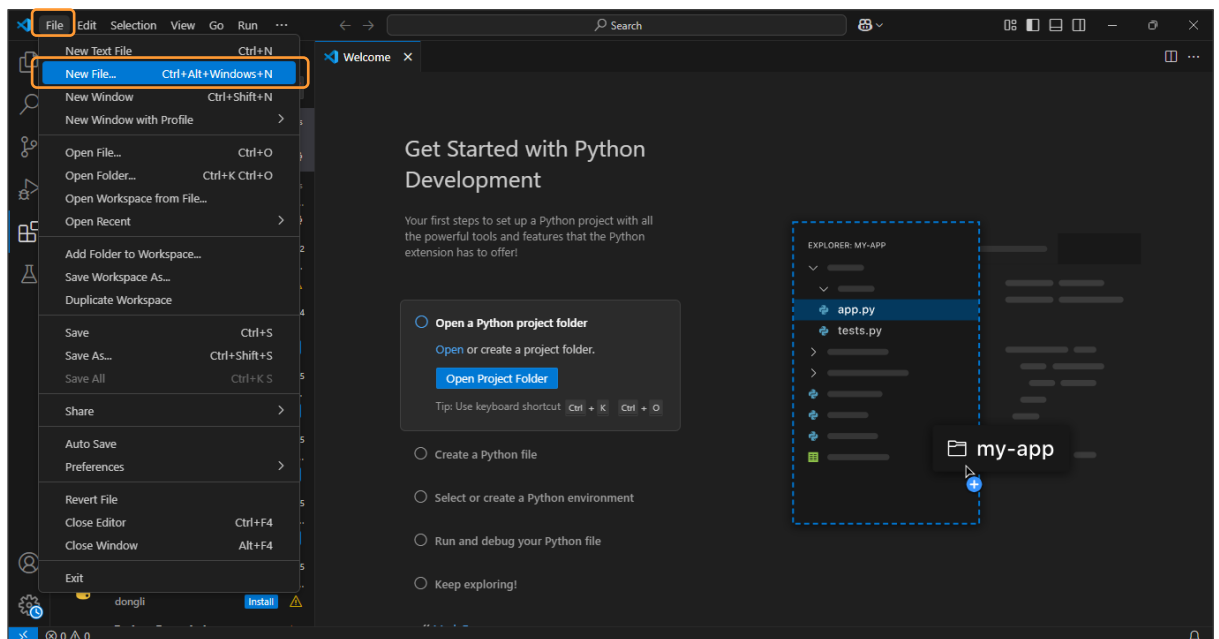 File Edit Selection View Go Run
Search
New Text File Ctrl+N
New File... Ctrl+Alt+Windows+N
New Window Ctrl+Shift+N
New Window with Profile
Open File... Ctrl+O
Open Folder... Ctrl+K Ctrl+O
Open Workspace from File...
Open Recent
Add Folder to Workspace...
Save Workspace As...
Duplicate Workspace
Save Ctrl+S
Save As... Ctrl+Shift+S
Save All Ctrl+K S
Share
Auto Save
Preferences
Revert File
Close Editor Ctrl+F4
Close Window Alt+F4
Exit
dongli Install
0 0
Welcome
Get Started with Python
Development
Your first steps to set up a Python project with all
the powerful tools and features that the Python
extension has to offer!
Open a Python project folder
Open or create a project folder.
Open Project Folder
Tip: Use keyboard shortcut Ctrl + K Ctrl + O
Create a Python file
Select or create a Python environment
Run and debug your Python file
Keep exploring!
EXPLORER: MY-APP
app.py
tests.py
my-app